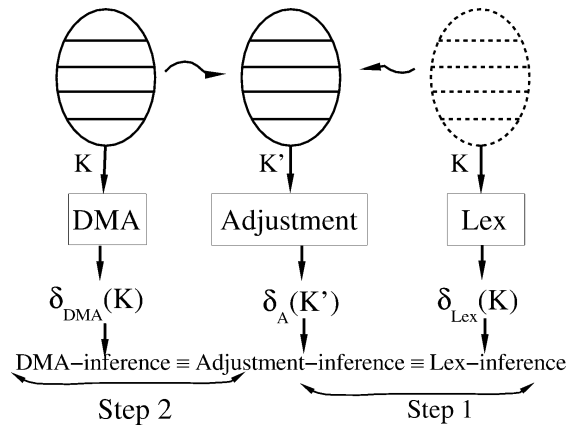 K K' K
DMA Adjustment Lex
δDMA(K) δA(K') δLex(K)
DMA−inference ≡ Adjustment−inference ≡ Lex−inference
Step 2 Step 1